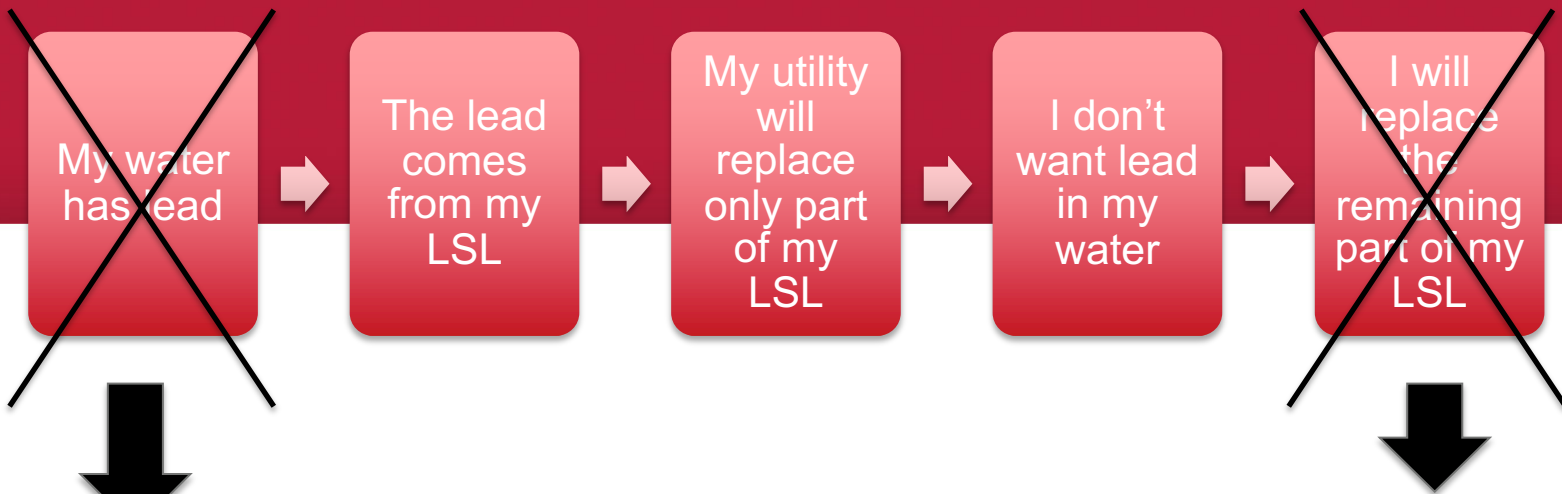 My water
has lead
The lead
comes
from my
LSL
My utility
will
replace
only part
of my
LSL
I don’t
want lead
in my
water
I will
replace
the
remaining
part of my
LSL